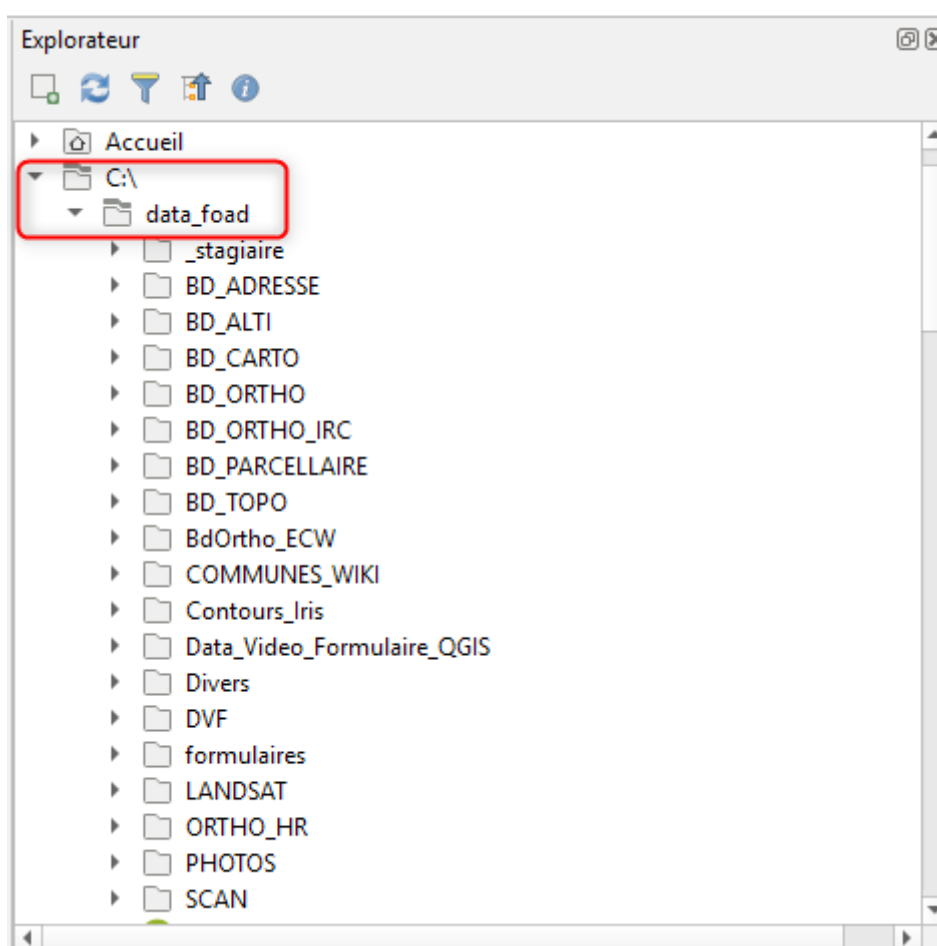 Explorateur
Accueil
C:\
data_foad
_stagiaire
BD_ADRESSE
BD_ALTI
BD_CARTO
BD_ORTHO
BD_ORTHO_IRC
BD_PARCELLAIRE
BD_TOPO
BdOrtho_ECW
COMMUNES_WIKI
Contours_Iris
Data_Video_Formulaire_QGIS
Divers
DVF
formulaires
LANDSAT
ORTHO_HR
PHOTOS
SCAN